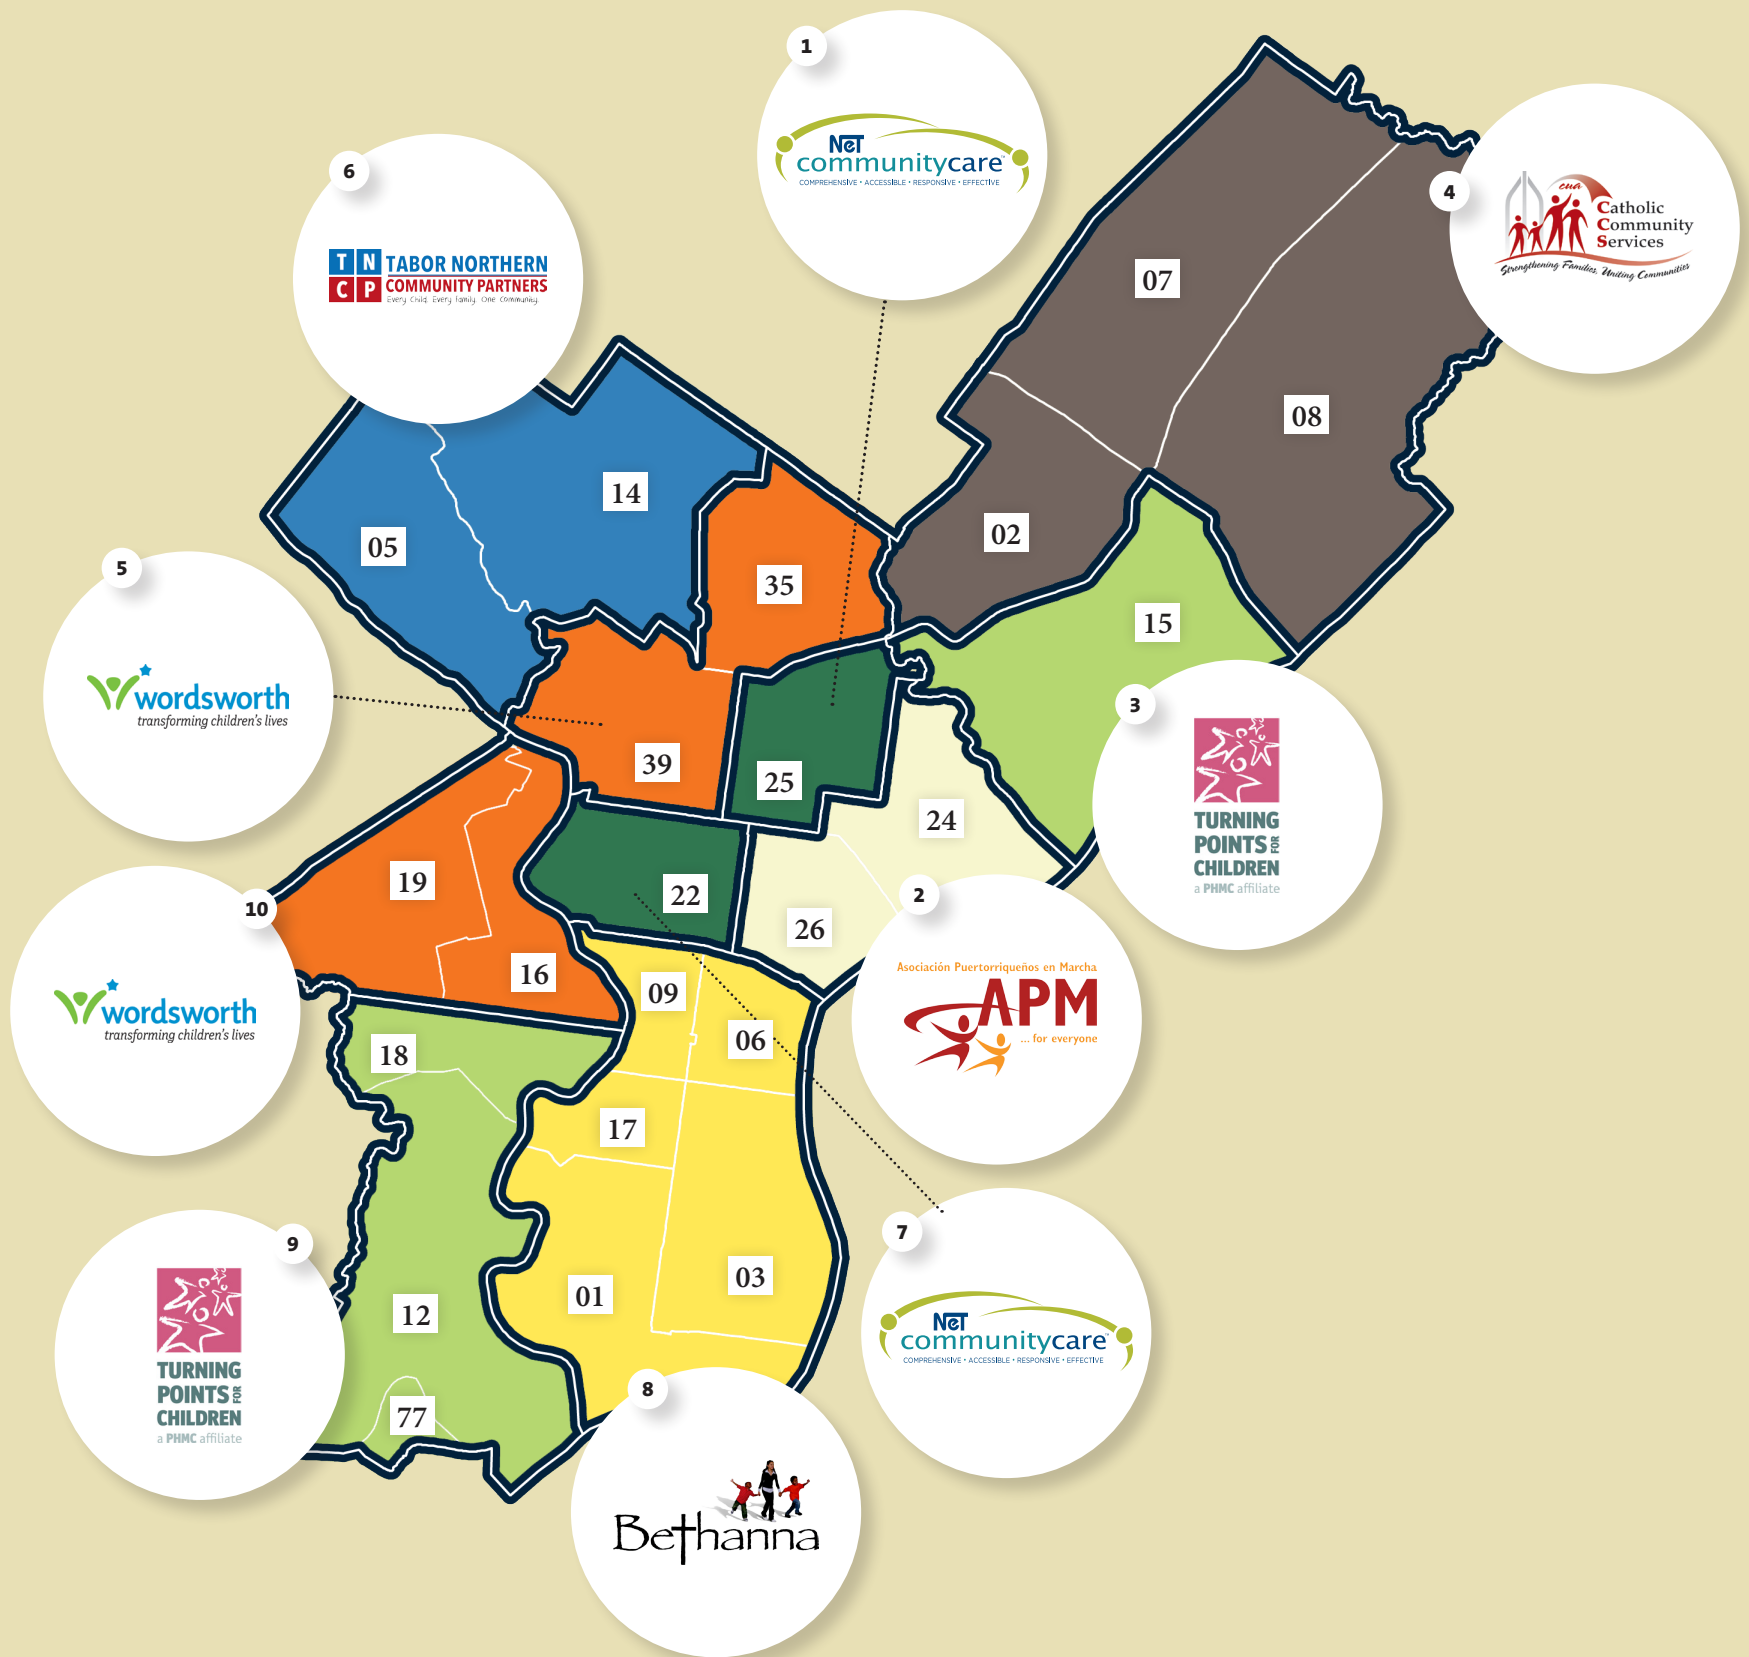 1
NET
communitycare
COMPREHENSIVE • ACCESSIBLE • RESPONSIVE • EFFECTIVE
6
T N
C P
TABOR NORTHERN
COMMUNITY PARTNERS
Every Child. Every Family. One Community.
4
cua
Catholic
Community
Services
Strengthening Families, Uniting Communities
07
08
14
02
05
35
15
5
wordsworth
transforming children's lives
3
TURNING
POINTS FOR
CHILDREN
a PHMC affiliate
39
25
24
19
22
10
wordsworth
transforming children's lives
26
2
Asociación Puertorriqueños en Marcha
APM
... for everyone
16
09
06
18
17
9
TURNING
POINTS FOR
CHILDREN
a PHMC affiliate
7
NET
communitycare
COMPREHENSIVE • ACCESSIBLE • RESPONSIVE • EFFECTIVE
03
01
12
77
8
Bethanna